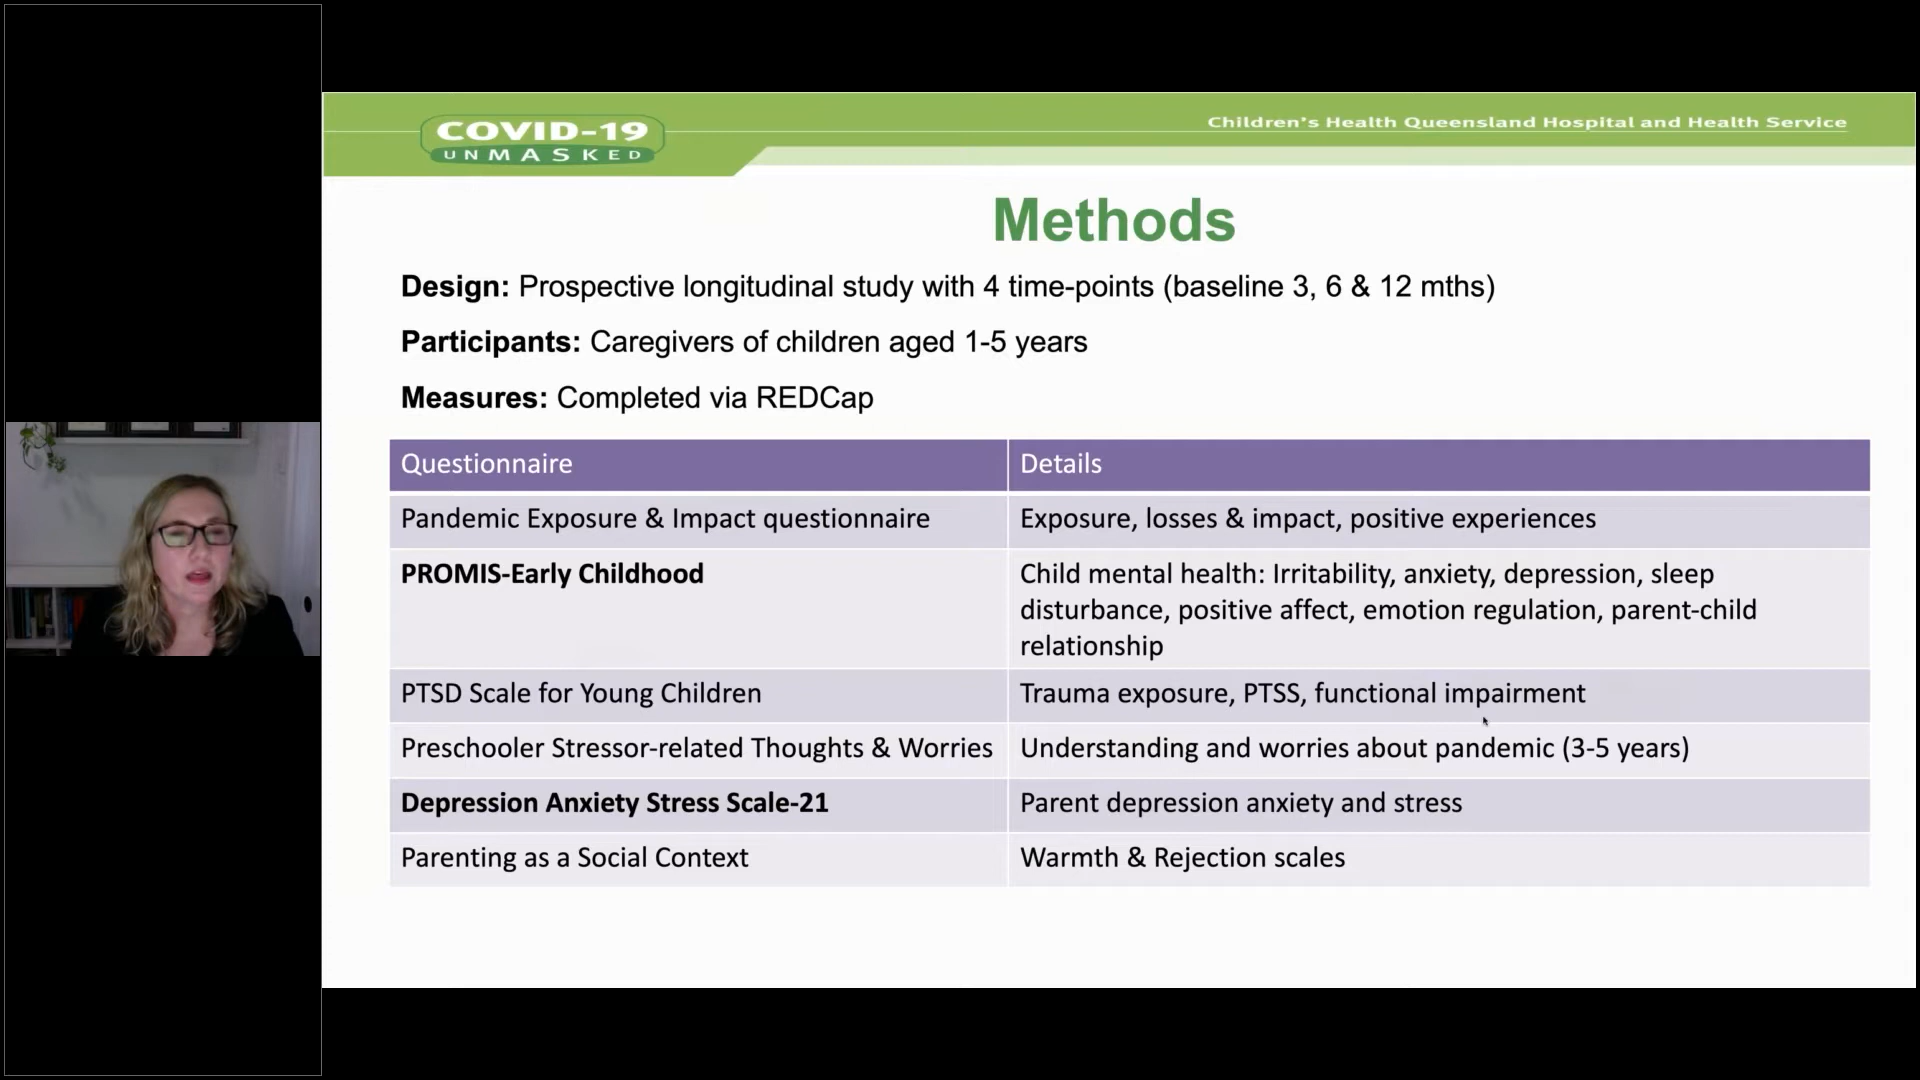 COVID-19
UNMASKED
Children's Health Queensland Hospital and Health Service
Methods
Design: Prospective longitudinal study with 4 time-points (baseline 3, 6 & 12 mths)
Participants: Caregivers of children aged 1-5 years
Measures: Completed via REDCap
Questionnaire
Details
Pandemic Exposure & Impact questionnaire
Exposure, losses & impact, positive experiences
PROMIS-Early Childhood
Child mental health: Irritability, anxiety, depression, sleep
disturbance, positive affect, emotion regulation, parent-child
relationship
PTSD Scale for Young Children
Trauma exposure, PTSS, functional impairment
Preschooler Stressor-related Thoughts & Worries
Understanding and worries about pandemic (3-5 years)
Depression Anxiety Stress Scale-21
Parent depression anxiety and stress
Parenting as a Social Context
Warmth & Rejection scales